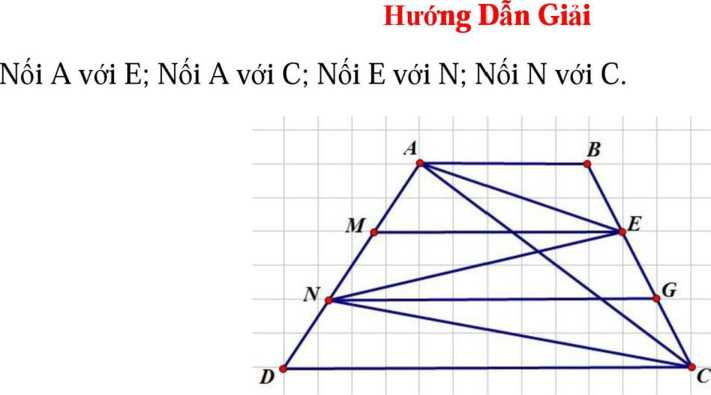 Hướng Dẫn Giải
Nối A với E; Nối A với C; Nối E với N; Nối N với C.
A
B
M
E
N
G
D
C